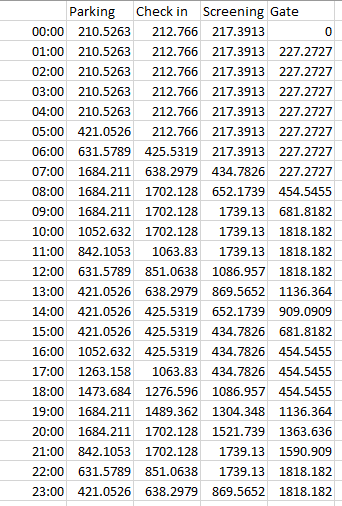 Parking Check in Screening Gate
00:00 210.5263 212.766 217.3913 0
01:00 210.5263 212.766 217.3913 227.2727
02:00 210.5263 212.766 217.3913 227.2727
03:00 210.5263 212.766 217.3913 227.2727
04:00 210.5263 212.766 217.3913 227.2727
05:00 421.0526 212.766 217.3913 227.2727
06:00 631.5789 425.5319 217.3913 227.2727
07:00 1684.211 638.2979 434.7826 227.2727
08:00 1684.211 1702.128 652.1739 454.5455
09:00 1684.211 1702.128 1739.13 681.8182
10:00 1052.632 1702.128 1739.13 1818.182
11:00 842.1053 1063.83 1739.13 1818.182
12:00 631.5789 851.0638 1086.957 1818.182
13:00 421.0526 638.2979 869.5652 1136.364
14:00 421.0526 425.5319 652.1739 909.0909
15:00 421.0526 425.5319 434.7826 681.8182
16:00 1052.632 425.5319 434.7826 454.5455
17:00 1263.158 1063.83 434.7826 454.5455
18:00 1473.684 1276.596 1086.957 454.5455
19:00 1684.211 1489.362 1304.348 1136.364
20:00 1684.211 1702.128 1521.739 1363.636
21:00 842.1053 1702.128 1739.13 1590.909
22:00 631.5789 851.0638 1739.13 1818.182
23:00 421.0526 638.2979 869.5652 1818.182